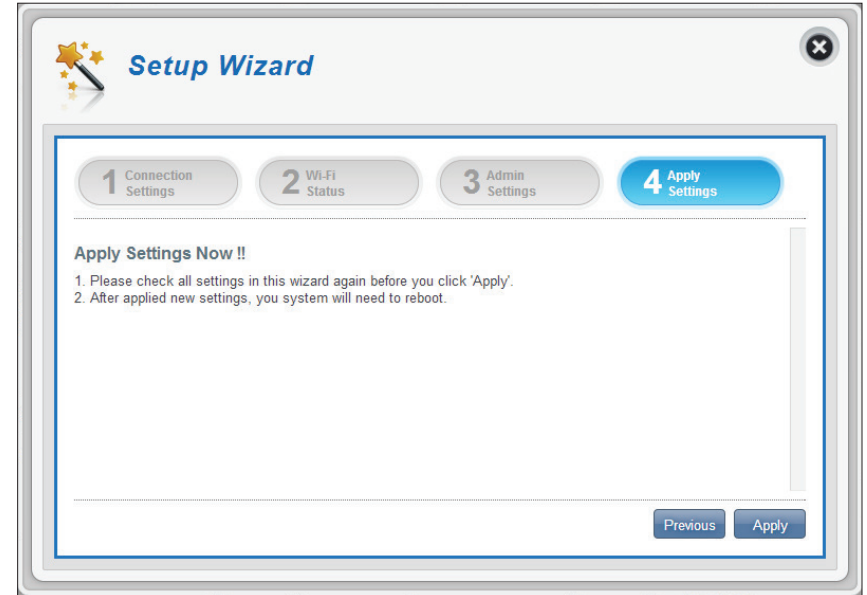 Setup Wizard
1 Connection
Settings
2 Wi-Fi
Status
3 Admin
Settings
4 Apply
Settings
Apply Settings Now !!
1. Please check all settings in this wizard again before you click 'Apply'.
2. After applied new settings, you system will need to reboot.
Previous Apply